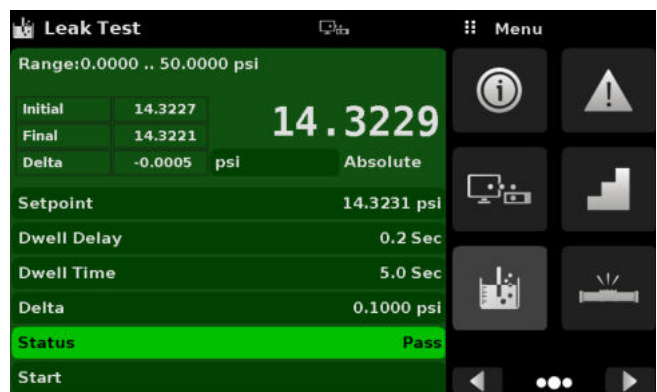 Leak Test
Menu
Range:0.0000 .. 50.0000 psi
Initial 14.3227
Final 14.3221
Delta -0.0005
14.3229
psi Absolute
Setpoint 14.3231 psi
Dwell Delay 0.2 Sec
Dwell Time 5.0 Sec
Delta 0.1000 psi
Status Pass
Start